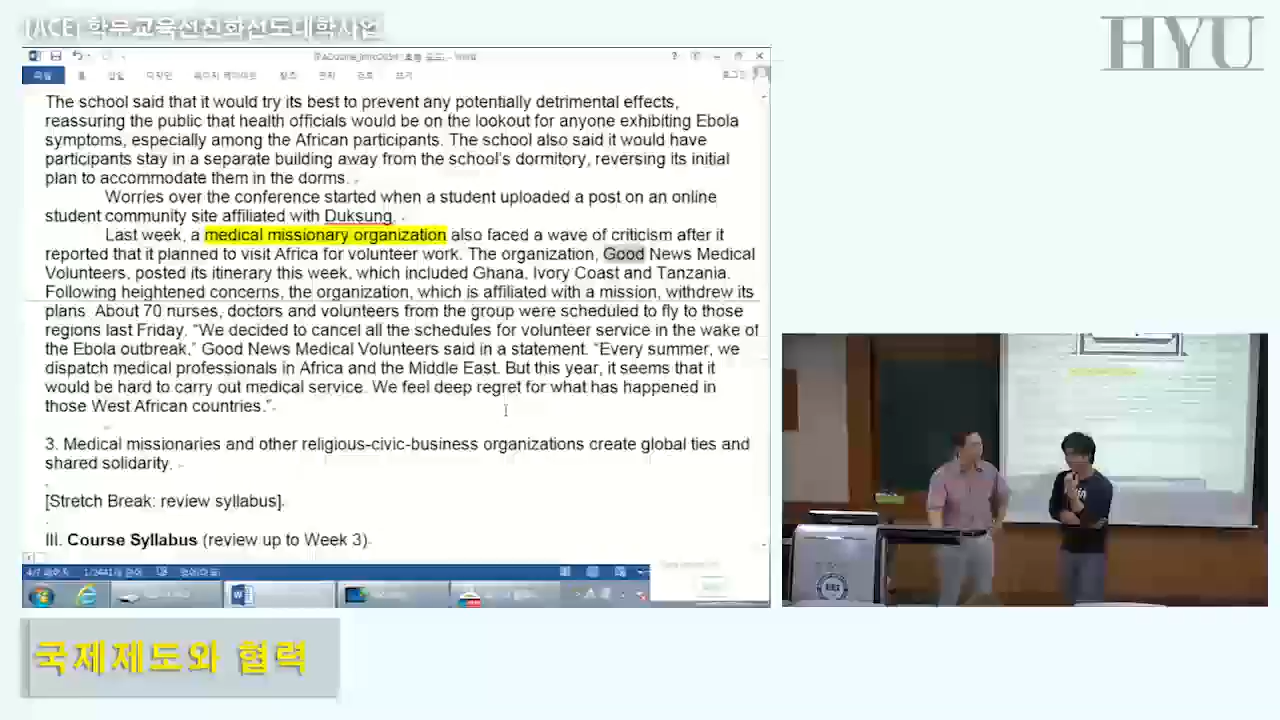 [ACE] 학부교육선진화선도대학사업
HYU
The school said that it would try its best to prevent any potentially detrimental effects,
reassuring the public that health officials would be on the lookout for anyone exhibiting Ebola
symptoms, especially among the African participants. The school also said it would have
participants stay in a separate building away from the school's dormitory, reversing its initial
plan to accommodate them in the dorms.
Worries over the conference started when a student uploaded a post on an online
student community site affiliated with Duksung.
Last week, a medical missionary organization also faced a wave of criticism after it
reported that it planned to visit Africa for volunteer work. The organization, Good News Medical
Volunteers, posted its itinerary this week, which included Ghana, Ivory Coast and Tanzania.
Following heightened concerns, the organization, which is affiliated with a mission, withdrew its
plans. About 70 nurses, doctors and volunteers from the group were scheduled to fly to those
regions last Friday. “We decided to cancel all the schedules for volunteer service in the wake of
the Ebola outbreak,” Good News Medical Volunteers said in a statement. “Every summer, we
dispatch medical professionals in Africa and the Middle East. But this year, it seems that it
would be hard to carry out medical service. We feel deep regret for what has happened in
those West African countries.”
3. Medical missionaries and other religious-civic-business organizations create global ties and
shared solidarity.
[Stretch Break: review syllabus]
III. Course Syllabus (review up to Week 3)
국제제도와 협력